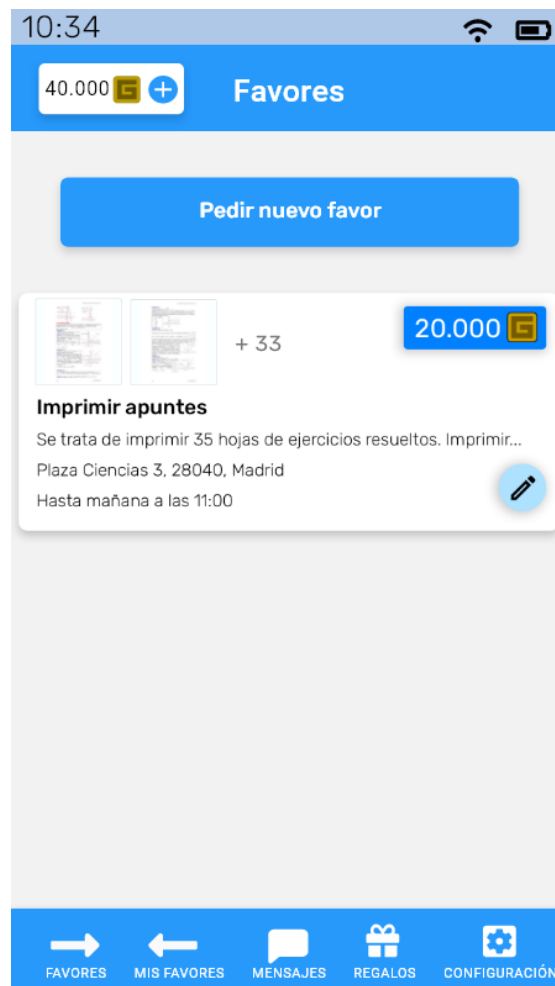 10:34
40.000 G +
Favores
Pedir nuevo favor
+ 33
20.000 G
Imprimir apuntes
Se trata de imprimir 35 hojas de ejercicios resueltos. Imprimir...
Plaza Ciencias 3, 28040, Madrid
Hasta mañana a las 11:00
FAVORES
MIS FAVORES
MENSAJES
REGALOS
CONFIGURACIÓN